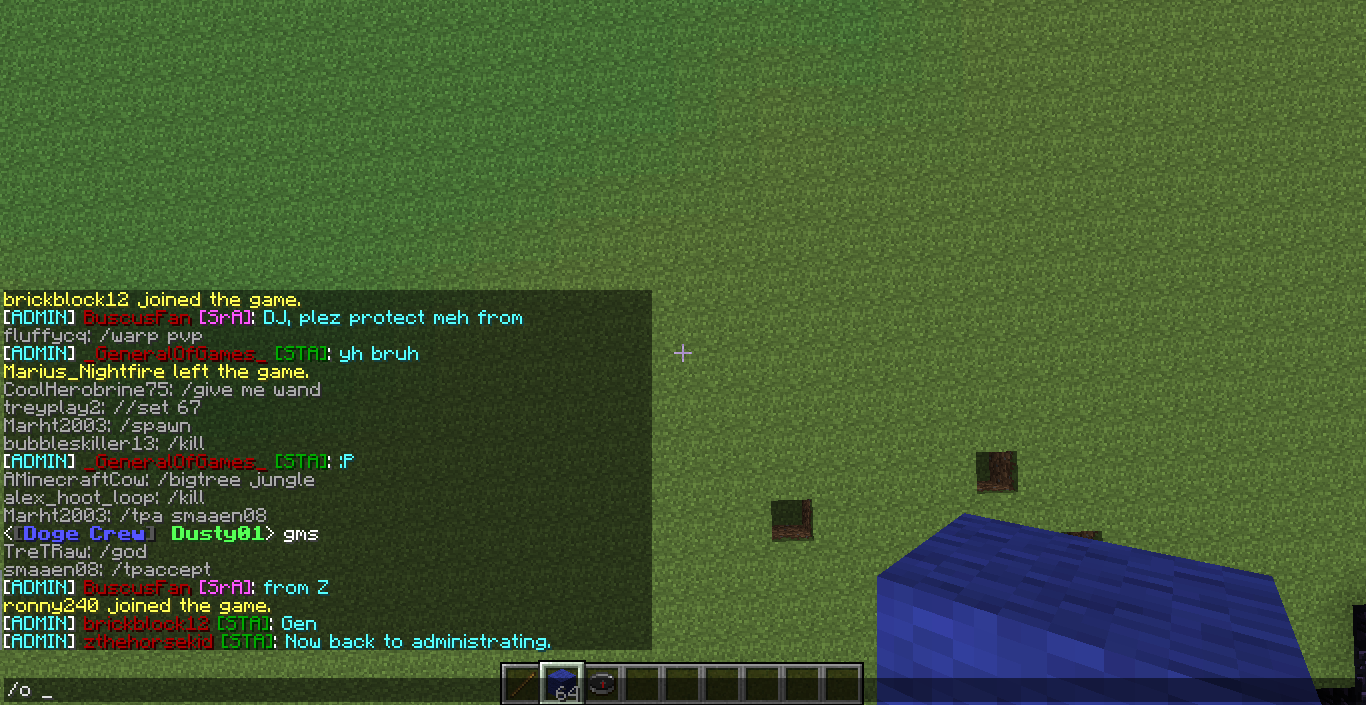 brickblock12 joined the game.
[ADMIN] BuscusFan [SrA]: DJ, plez protect meh from
fluffycq: /warp pvp
[ADMIN] _GeneralOfGames_ [STA]: yh bruh
Marius_Nightfire left the game.
CoolHerobrine75: /give me wand
treyplay2: //set 67
Marht2003: /spawn
bubbleskiller13: /kill
[ADMIN] _GeneralOfGames_ [STA]: :P
AMinecraftCow: /bigtree jungle
alex_hoot_loop: /kill
Marht2003: /tpa smaaen08
<[Doge Crew] Dusty01> gms
TreTRaw: /god
smaaen08: /tpaccept
[ADMIN] BuscusFan [SrA]: from Z
ronny240 joined the game.
[ADMIN] brickblock12 [STA]: Gen
[ADMIN] zthehorsekid [STA]: Now back to administrating.
/o _
64